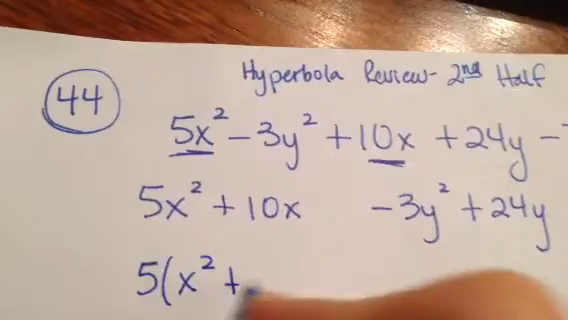 44
Hyperbola Review - 2nd Half
5x² - 3y² + 10x + 24y -
5x² + 10x - 3y² + 24y
5(x² +